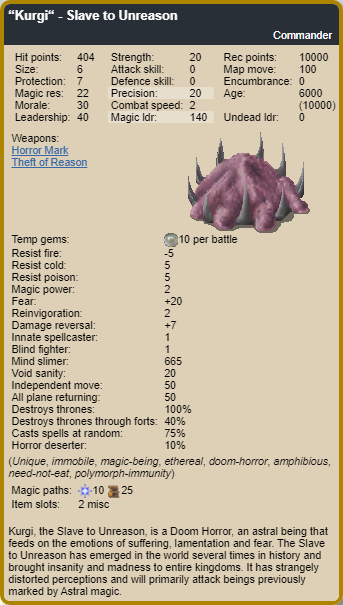 “Kurgi“ - Slave to Unreason
Commander
Hit points: 404 Strength: 20 Rec points: 10000
Size: 6 Attack skill: 0 Map move: 100
Protection: 7 Defence skill: 0 Encumbrance: 0
Magic res: 22 Precision: 20 Age: 6000
Morale: 30 Combat speed: 2 (10000)
Leadership: 40 Magic ldr: 140 Undead ldr: 0
Weapons:
Horror Mark
Theft of Reason
Temp gems: 10 per battle
Resist fire: -5
Resist cold: 5
Resist poison: 5
Magic power: 2
Fear: +20
Reinvigoration: 2
Damage reversal: +7
Innate spellcaster: 1
Blind fighter: 1
Mind slimer: 665
Void sanity: 20
Independent move: 50
All plane returning: 50
Destroys thrones: 100%
Destroys thrones through forts: 40%
Casts spells at random: 75%
Horror deserter: 10%
(Unique, immobile, magic-being, ethereal, doom-horror, amphibious,
need-not-eat, polymorph-immunity)
Magic paths: 10 25
Item slots: 2 misc
Kurgi, the Slave to Unreason, is a Doom Horror, an astral being that
feeds on the emotions of suffering, lamentation and fear. The Slave
to Unreason has emerged in the world several times in history and
brought insanity and madness to entire kingdoms. It has strangely
distorted perceptions and will primarily attack beings previously
marked by Astral magic.